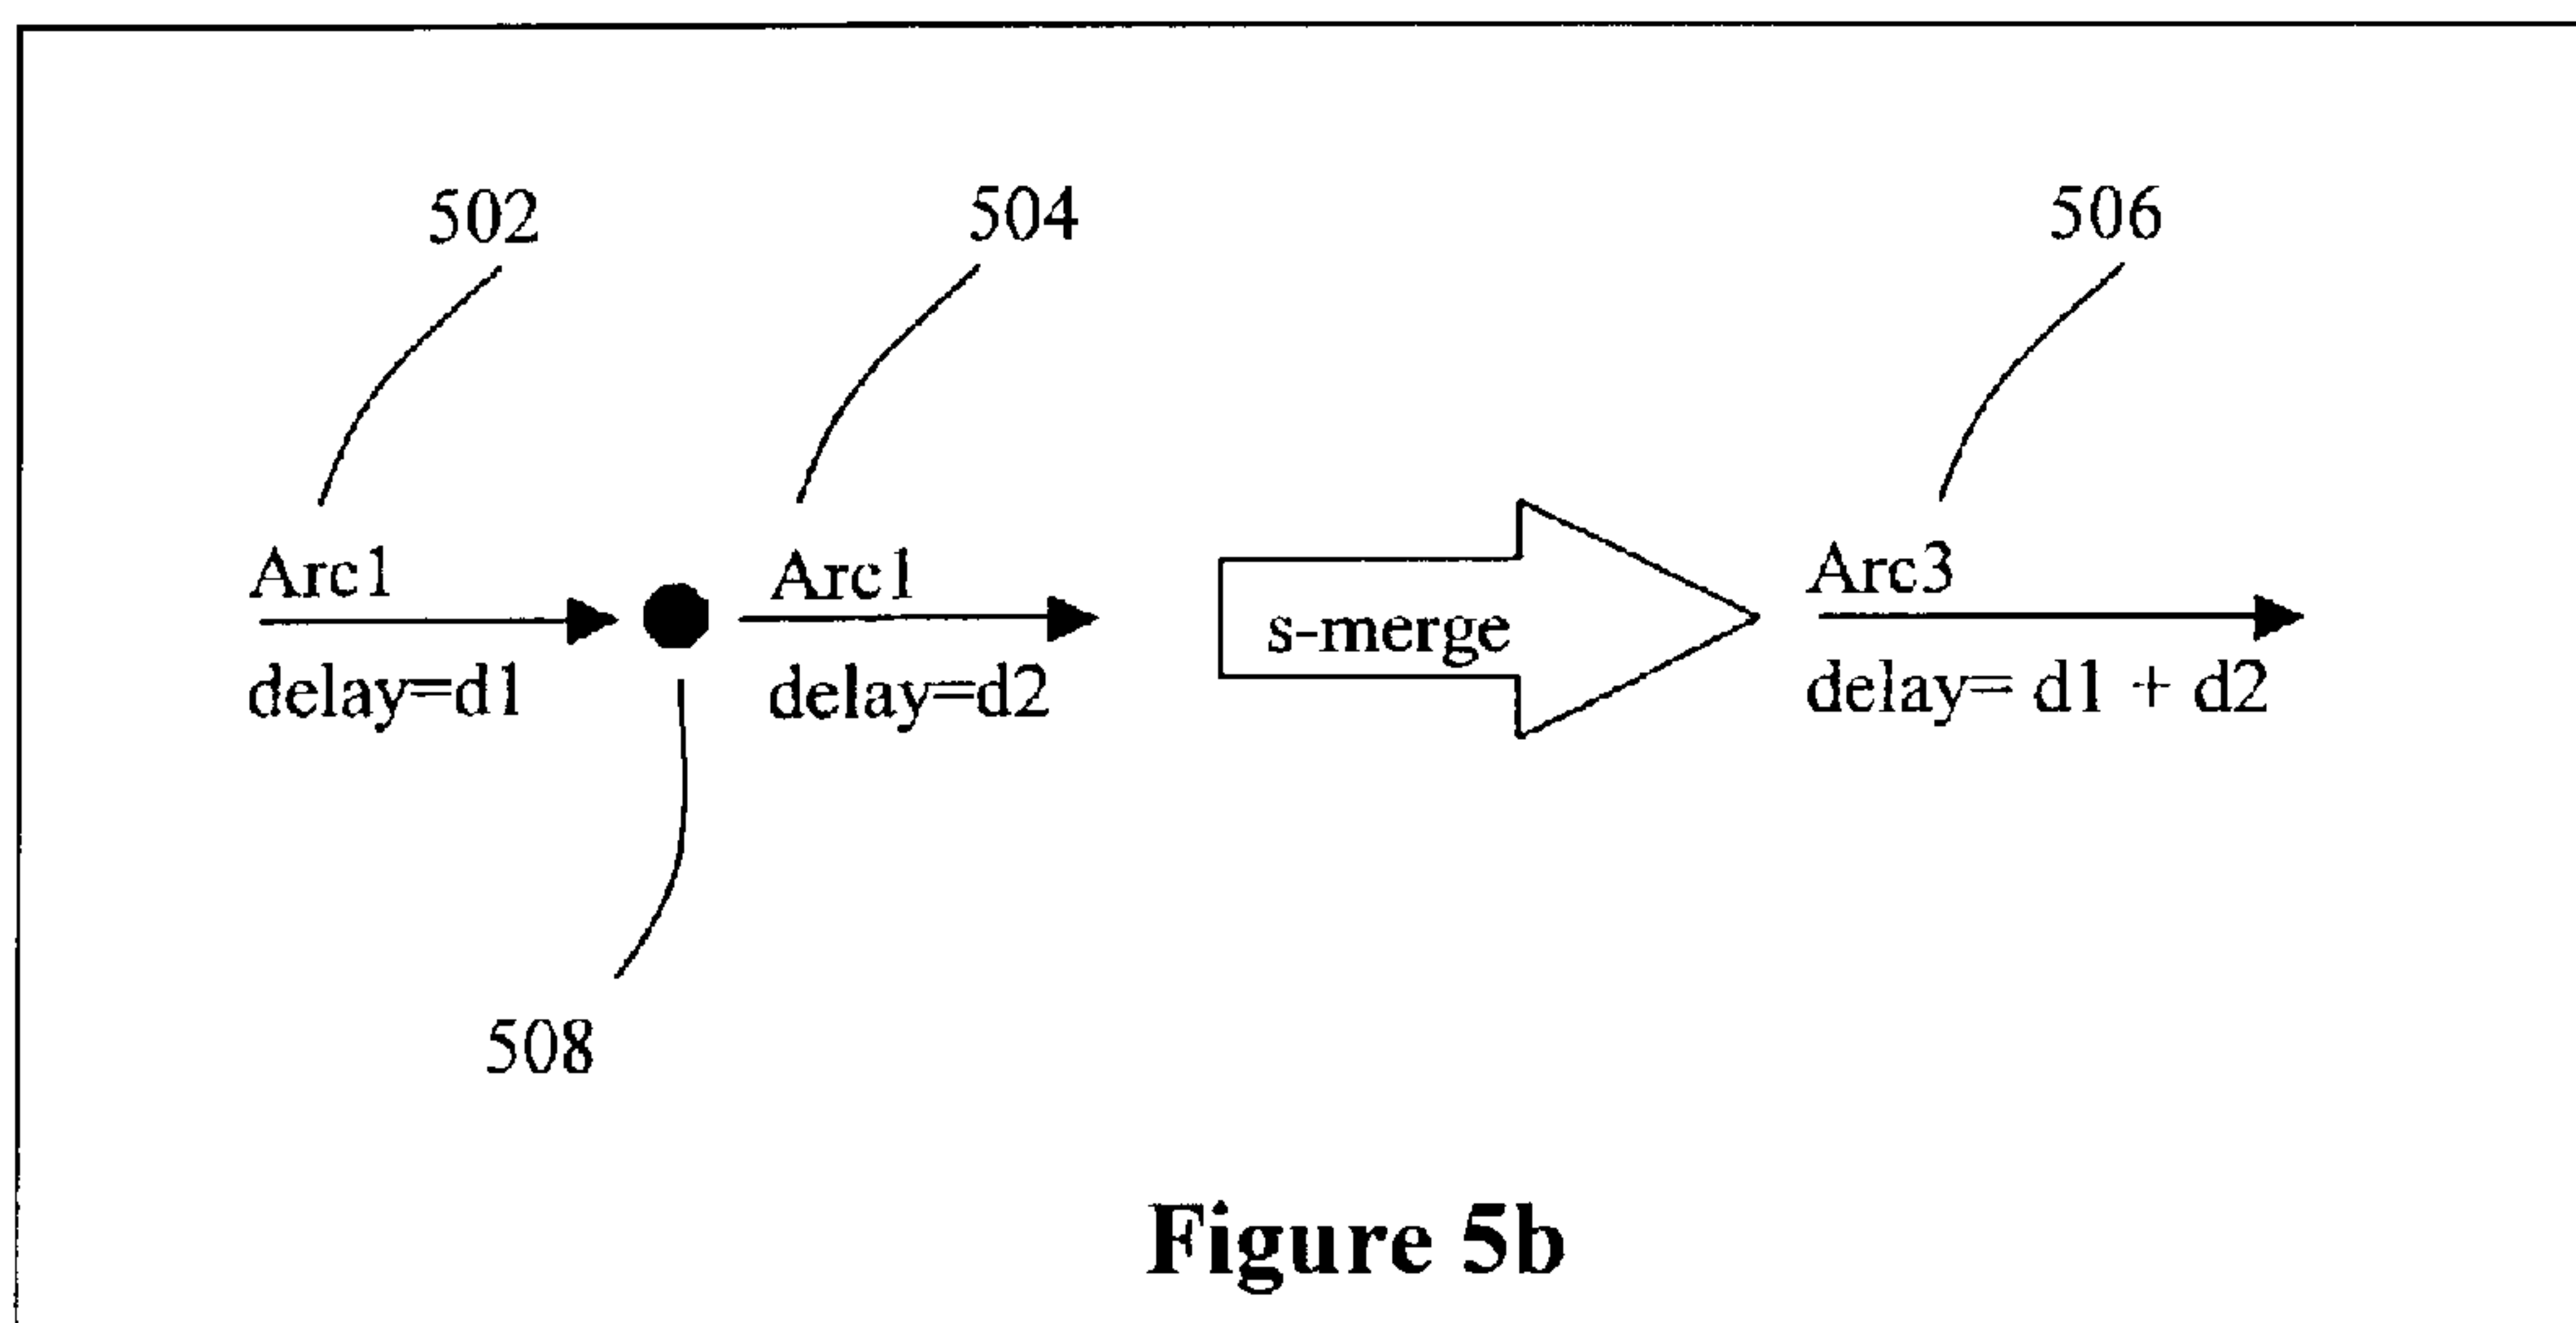 502
504
506
Arc1
Arc1
s-merge
Arc3
delay=d1
delay=d2
delay= d1 + d2
508
Figure 5b